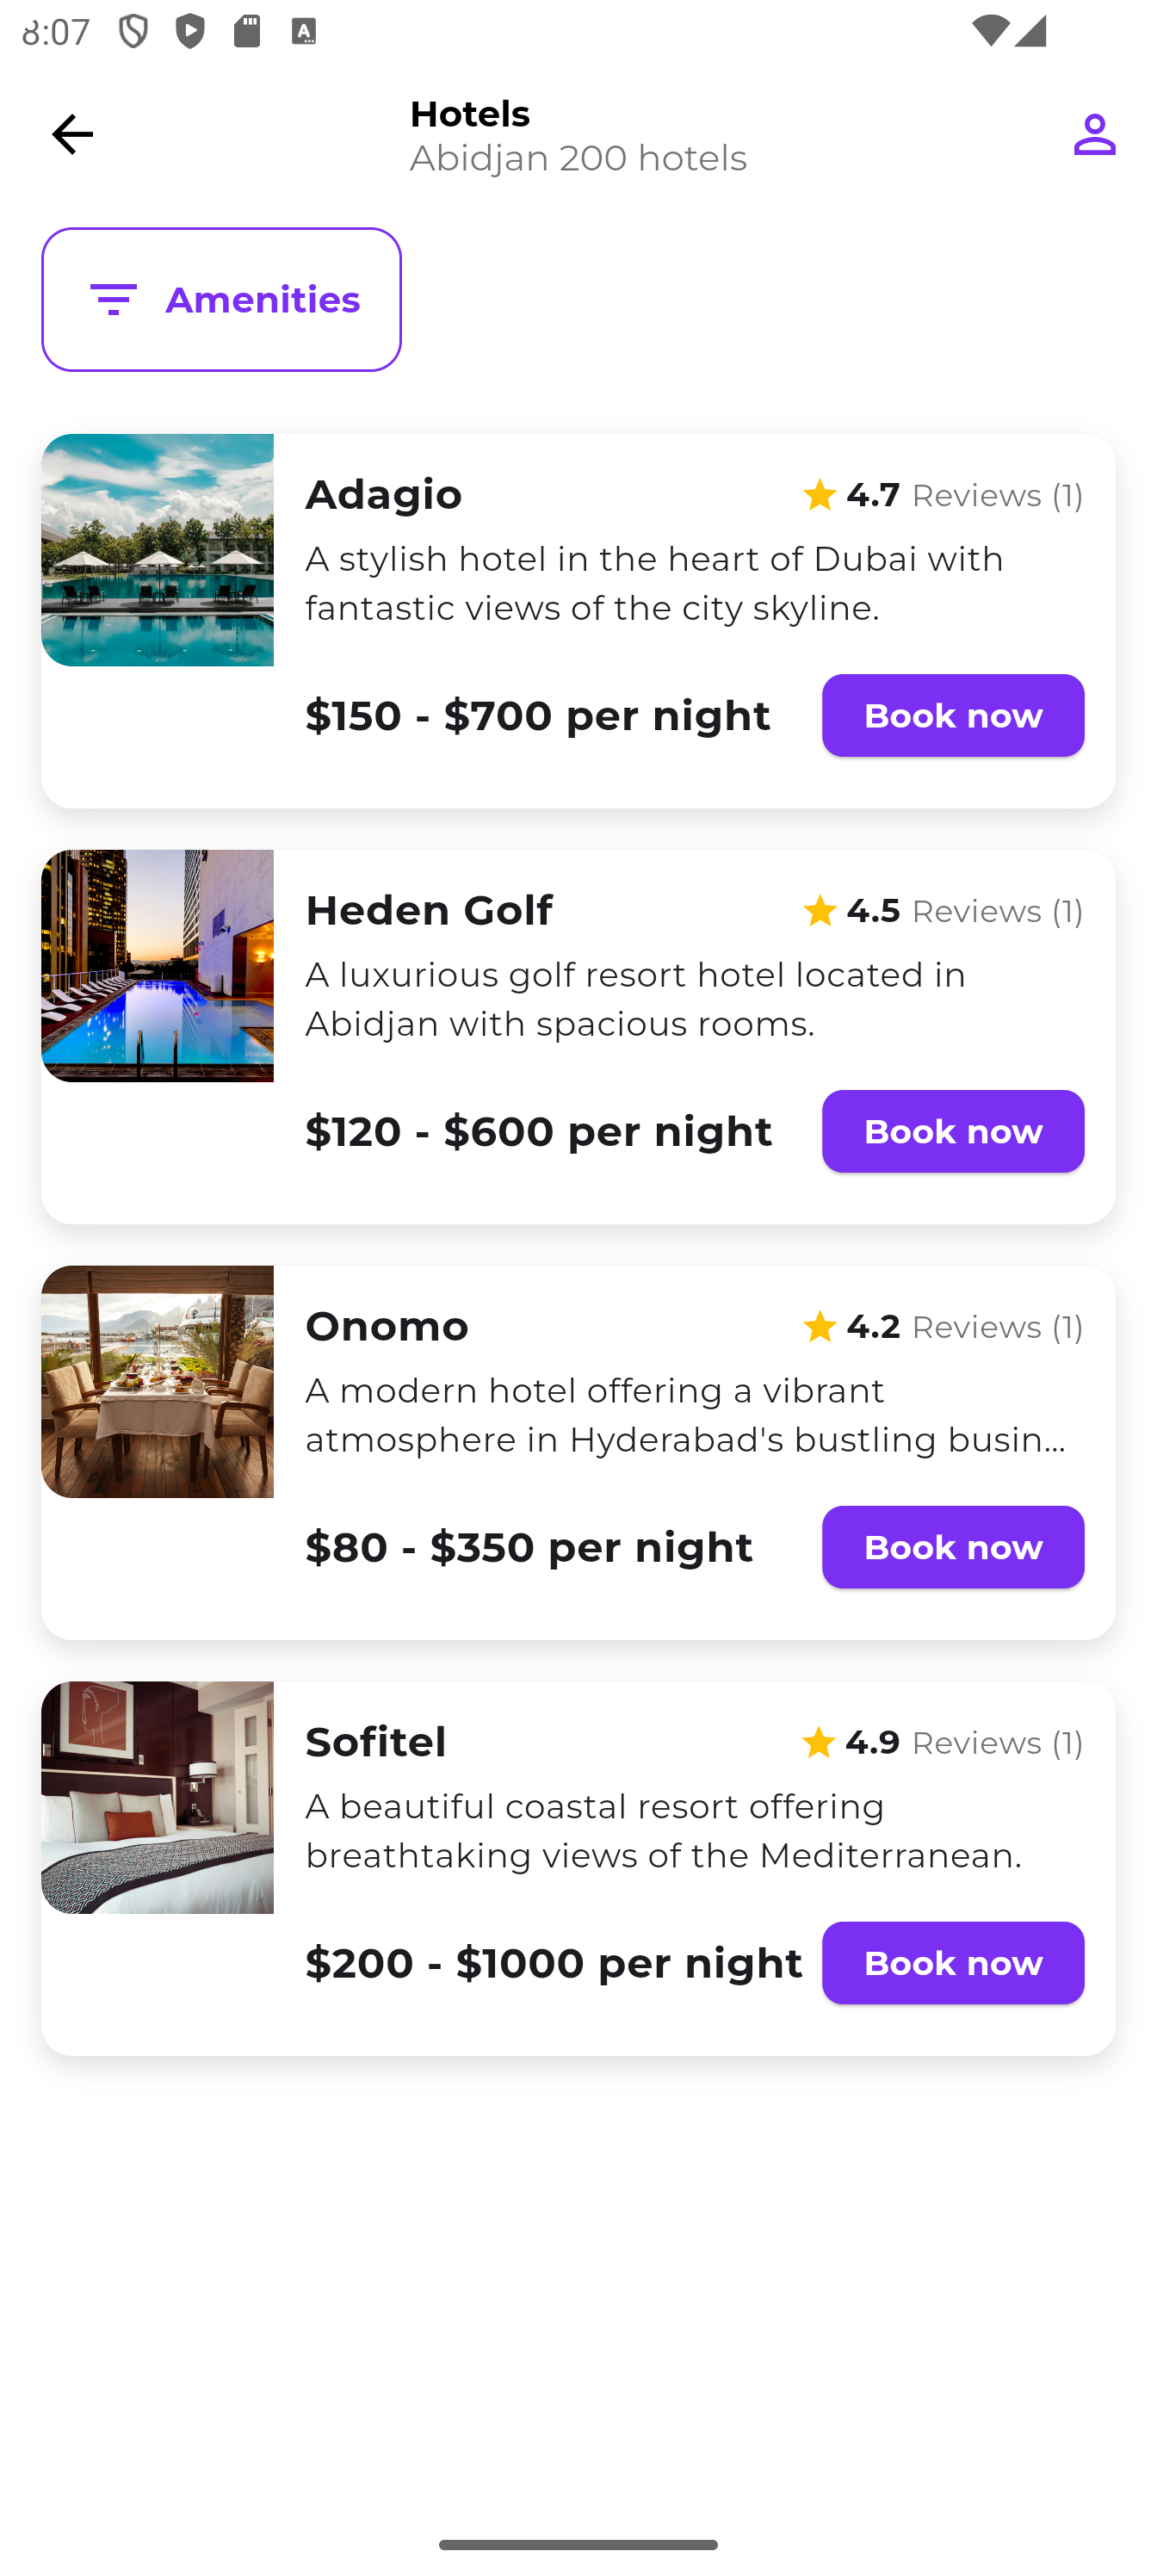 8:07
Hotels
Abidjan 200 hotels
Amenities
Adagio
4.7 Reviews (1)
A stylish hotel in the heart of Dubai with
fantastic views of the city skyline.
$150 - $700 per night
Book now
Heden Golf
4.5 Reviews (1)
A luxurious golf resort hotel located in
Abidjan with spacious rooms.
$120 - $600 per night
Book now
Onomo
4.2 Reviews (1)
A modern hotel offering a vibrant
atmosphere in Hyderabad's bustling busin...
$80 - $350 per night
Book now
Sofitel
4.9 Reviews (1)
A beautiful coastal resort offering
breathtaking views of the Mediterranean.
$200 - $1000 per night
Book now